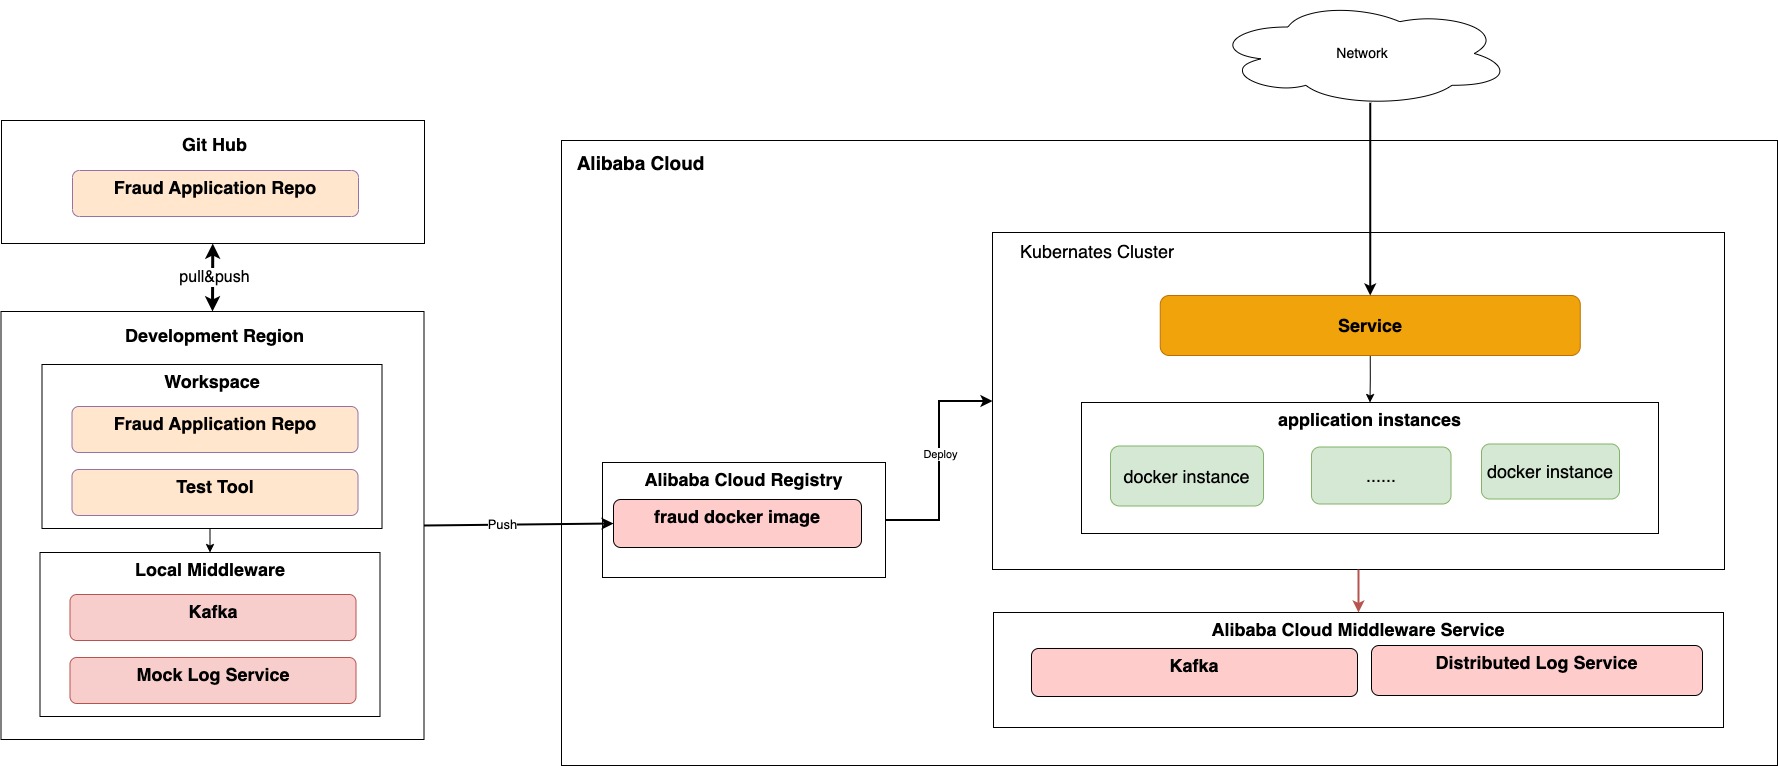 Network
Git Hub
Fraud Application Repo
pull&push
Development Region
Workspace
Fraud Application Repo
Test Tool
Local Middleware
Kafka
Mock Log Service
Push
Alibaba Cloud
Alibaba Cloud Registry
fraud docker image
Deploy
Kubernates Cluster
Service
application instances
docker instance
......
docker instance
Alibaba Cloud Middleware Service
Kafka
Distributed Log Service